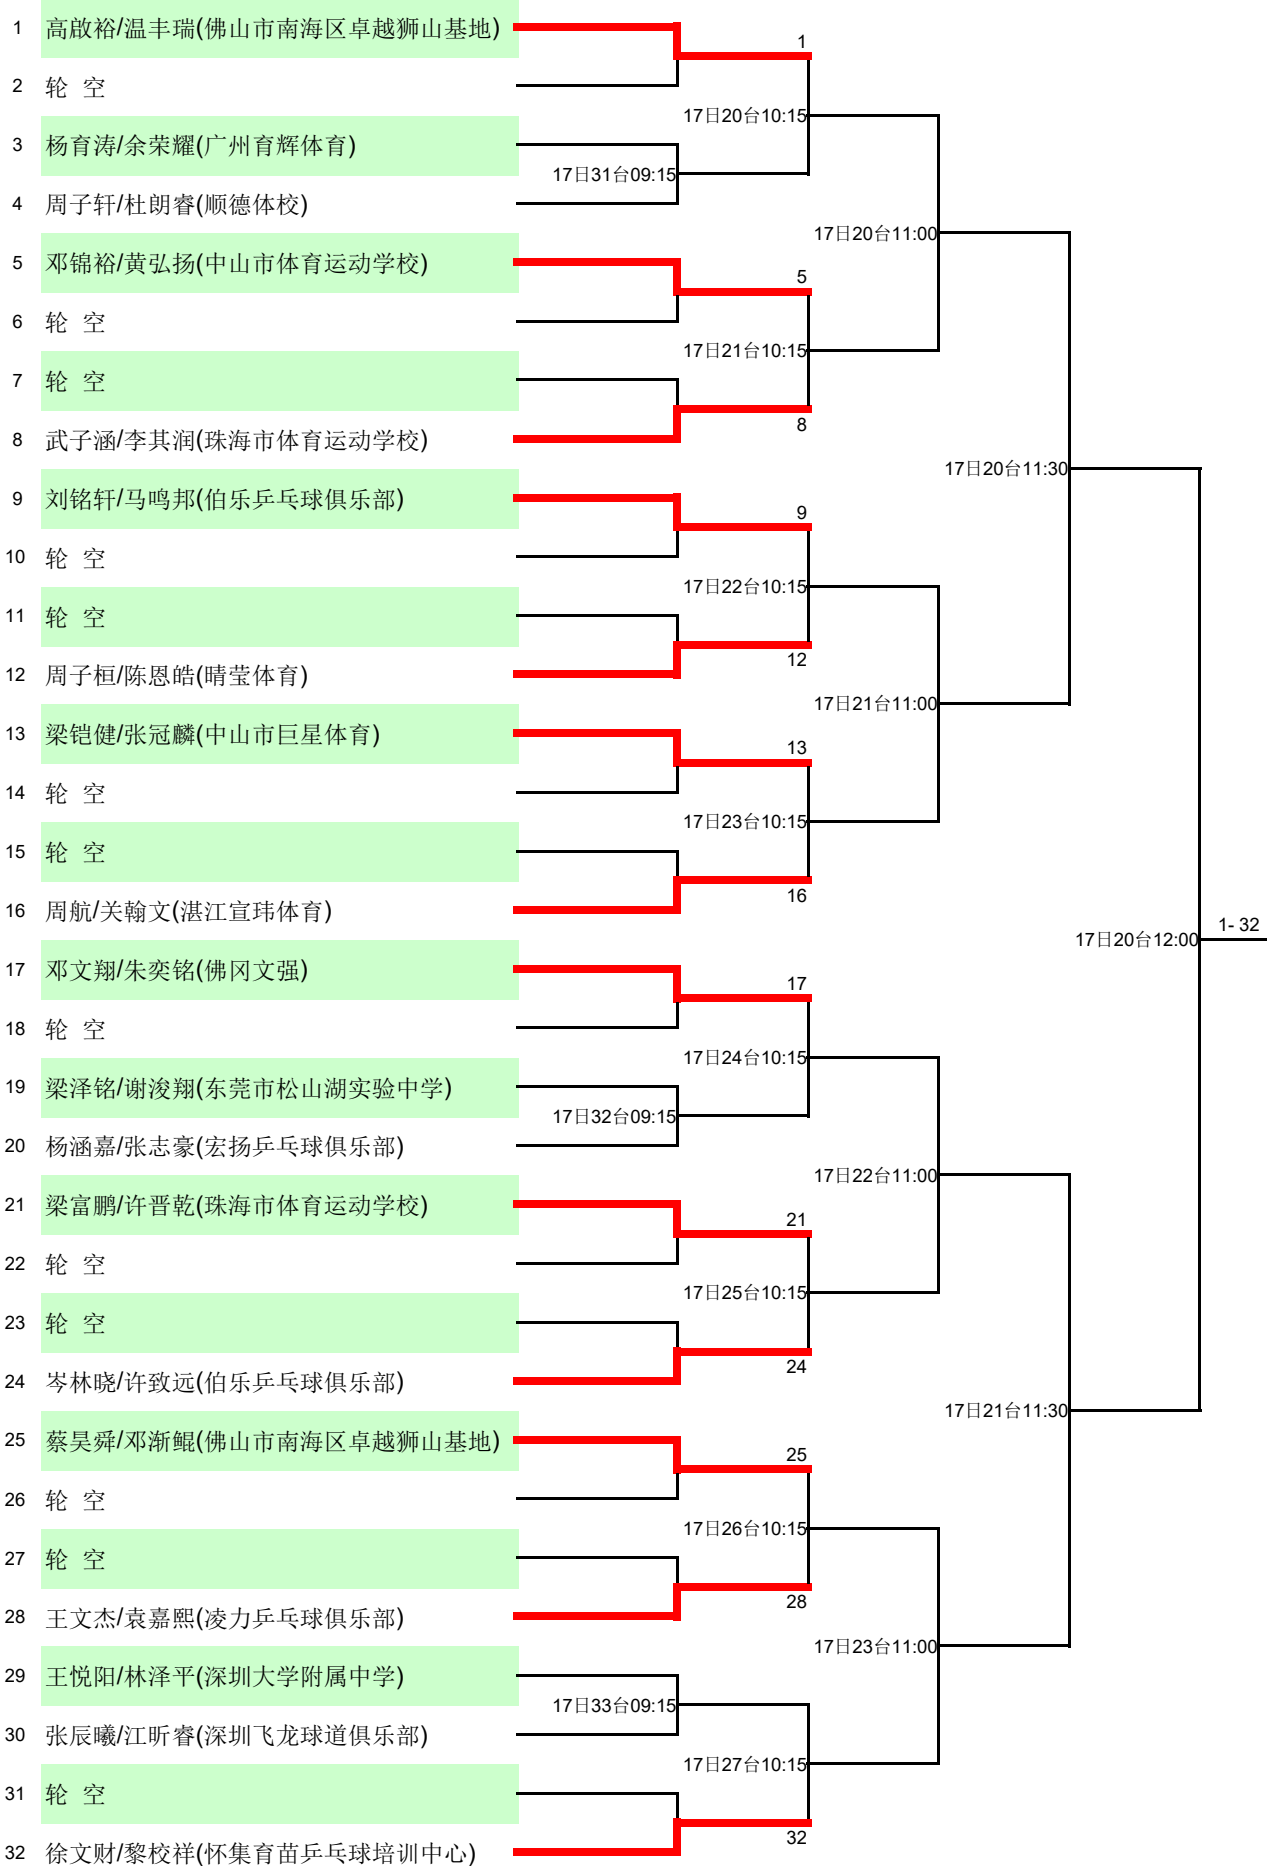 1 高啟裕/温丰瑞(佛山市南海区卓越狮山基地)
1
2 轮 空
17日20台10:15
3 杨育涛/余荣耀(广州育辉体育)
17日31台09:15
4 周子轩/杜朗睿(顺德体校)
17日20台11:00
5 邓锦裕/黄弘扬(中山市体育运动学校)
5
6 轮 空
17日21台10:15
7 轮 空
8
8 武子涵/李其润(珠海市体育运动学校)
17日20台11:30
9 刘铭轩/马鸣邦(伯乐乒乓球俱乐部)
9
10 轮 空
17日22台10:15
11 轮 空
12
12 周子桓/陈恩皓(晴莹体育)
17日21台11:00
13 梁铠健/张冠麟(中山市巨星体育)
13
14 轮 空
17日23台10:15
15 轮 空
16
16 周航/关翰文(湛江宣玮体育)
17日20台12:00
1- 32
17 邓文翔/朱奕铭(佛冈文强)
17
18 轮 空
17日24台10:15
19 梁泽铭/谢浚翔(东莞市松山湖实验中学)
17日32台09:15
20 杨涵嘉/张志豪(宏扬乒乓球俱乐部)
17日22台11:00
21 梁富鹏/许晋乾(珠海市体育运动学校)
21
22 轮 空
17日25台10:15
23 轮 空
24
24 岑林晓/许致远(伯乐乒乓球俱乐部)
17日21台11:30
25 蔡昊舜/邓渐鲲(佛山市南海区卓越狮山基地)
25
26 轮 空
17日26台10:15
27 轮 空
28
28 王文杰/袁嘉熙(凌力乒乓球俱乐部)
17日23台11:00
29 王悦阳/林泽平(深圳大学附属中学)
17日33台09:15
30 张辰曦/江昕睿(深圳飞龙球道俱乐部)
17日27台10:15
31 轮 空
32
32 徐文财/黎校祥(怀集育苗乒乓球培训中心)